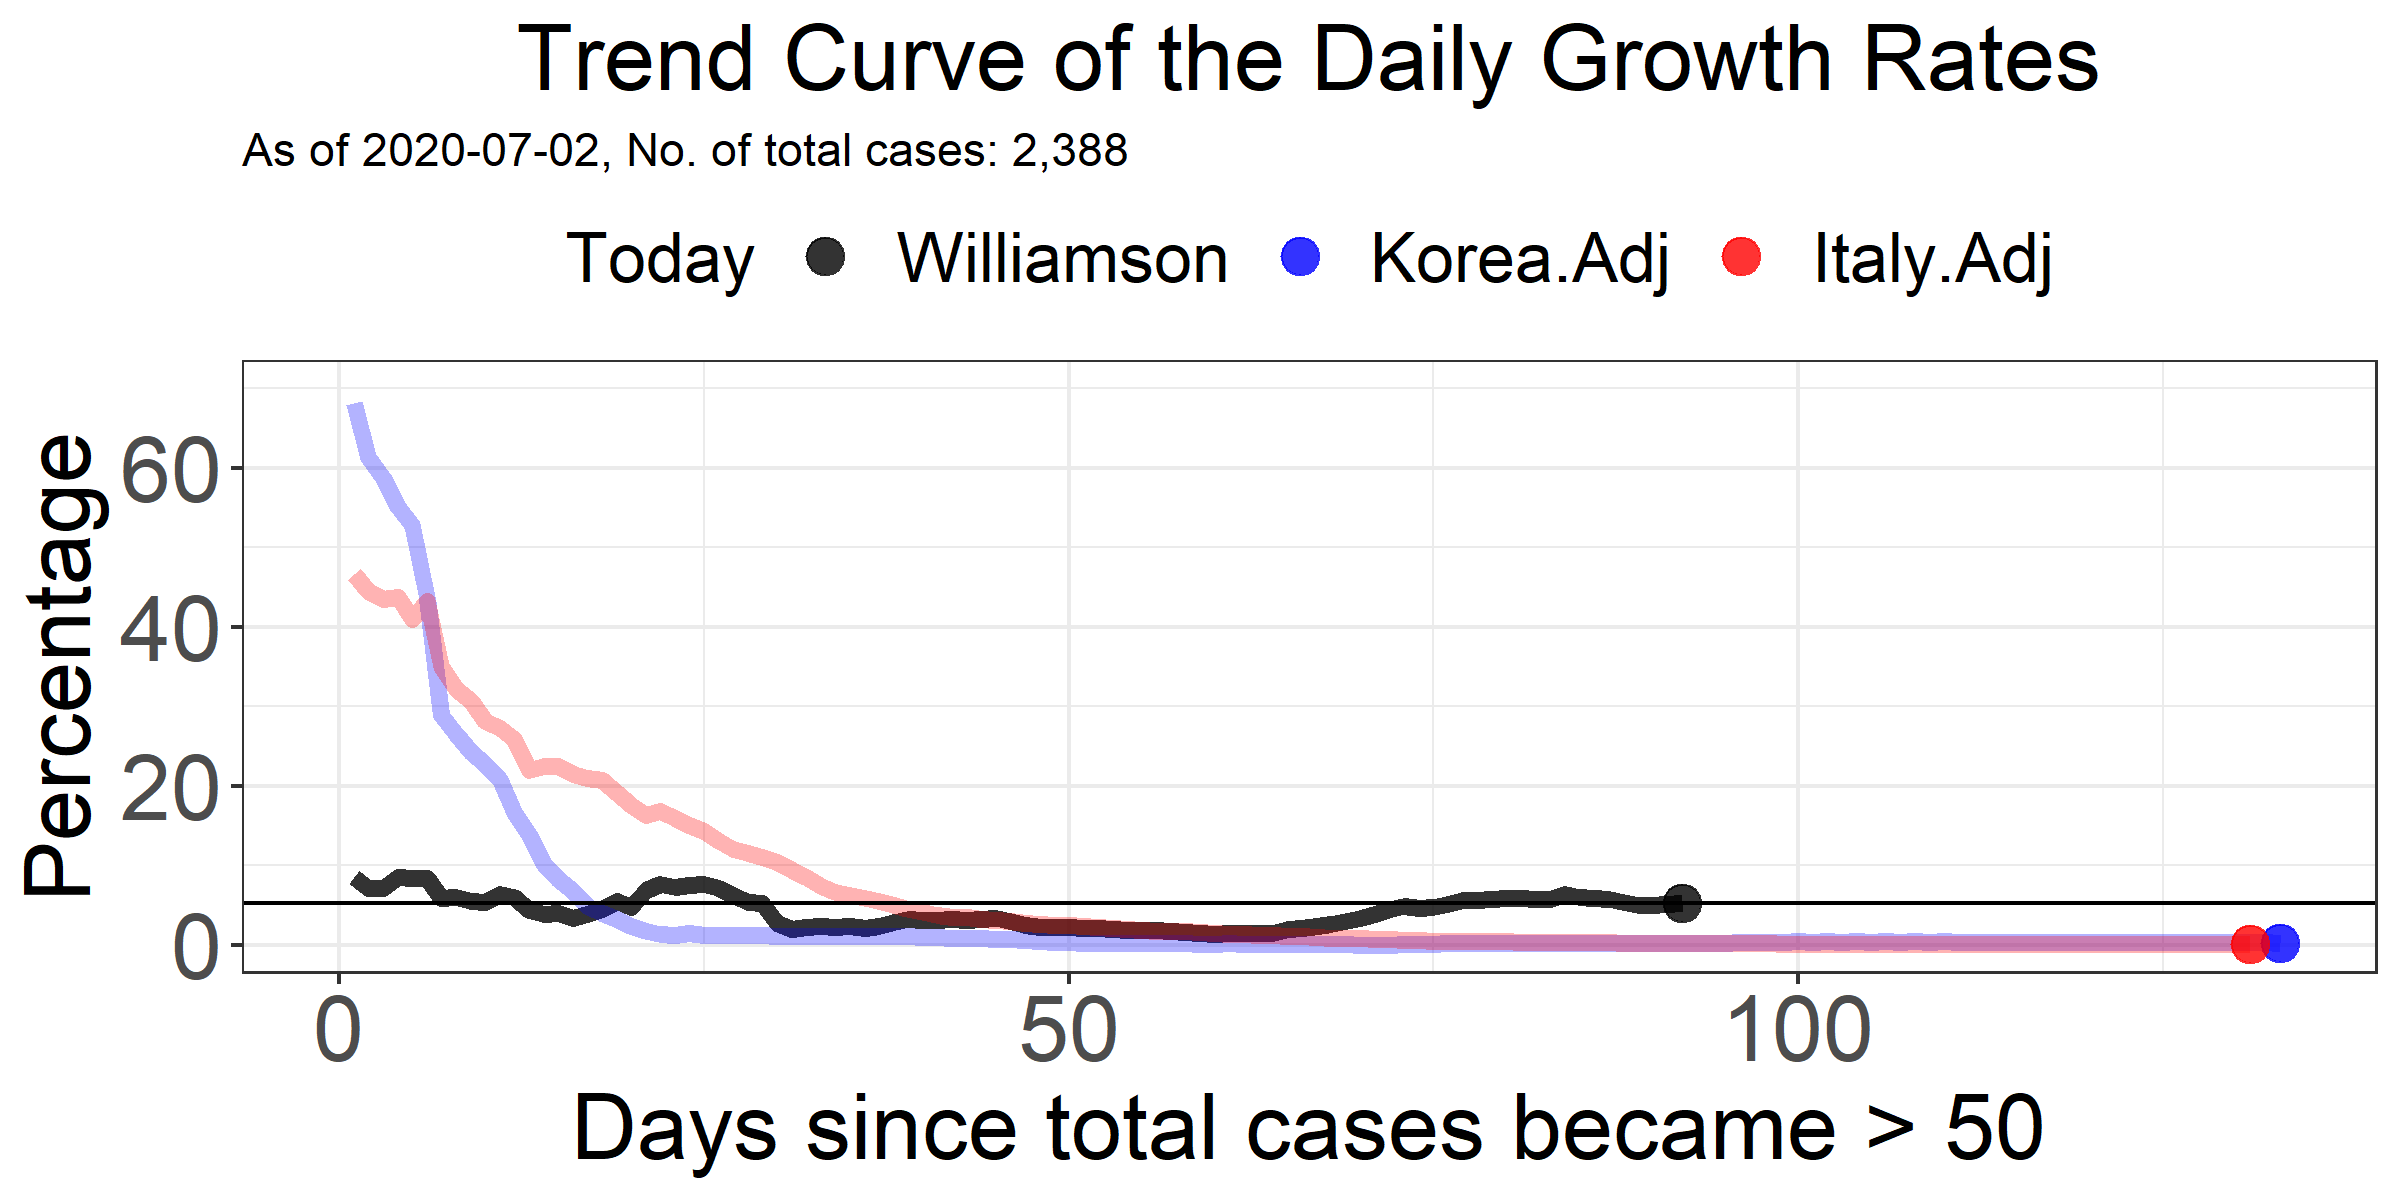 Trend Curve of the Daily Growth Rates
As of 2020-07-02, No. of total cases: 2,388
Today Williamson Korea.Adj Italy.Adj
Percentage
60
40
20
0
0 50 100
Days since total cases became > 50